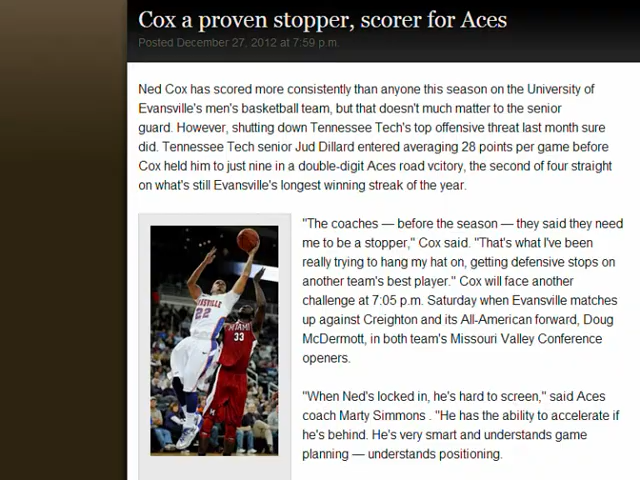 Cox a proven stopper, scorer for Aces
Posted December 27, 2012 at 7:59 p.m.
Ned Cox has scored more consistently than anyone this season on the University of
Evansville's men's basketball team, but that doesn't much matter to the senior
guard. However, shutting down Tennessee Tech's top offensive threat last month sure
did. Tennessee Tech senior Jud Dillard entered averaging 28 points per game before
Cox held him to just nine in a double-digit Aces road vcitory, the second of four straight
on what's still Evansville's longest winning streak of the year.
"The coaches — before the season — they said they need
me to be a stopper," Cox said. "That's what I've been
really trying to hang my hat on, getting defensive stops on
another team's best player." Cox will face another
challenge at 7:05 p.m. Saturday when Evansville matches
up against Creighton and its All-American forward, Doug
McDermott, in both team's Missouri Valley Conference
openers.
"When Ned's locked in, he's hard to screen," said Aces
coach Marty Simmons . "He has the ability to accelerate if
he's behind. He's very smart and understands game
planning — understands positioning.
22
MIAMI
33